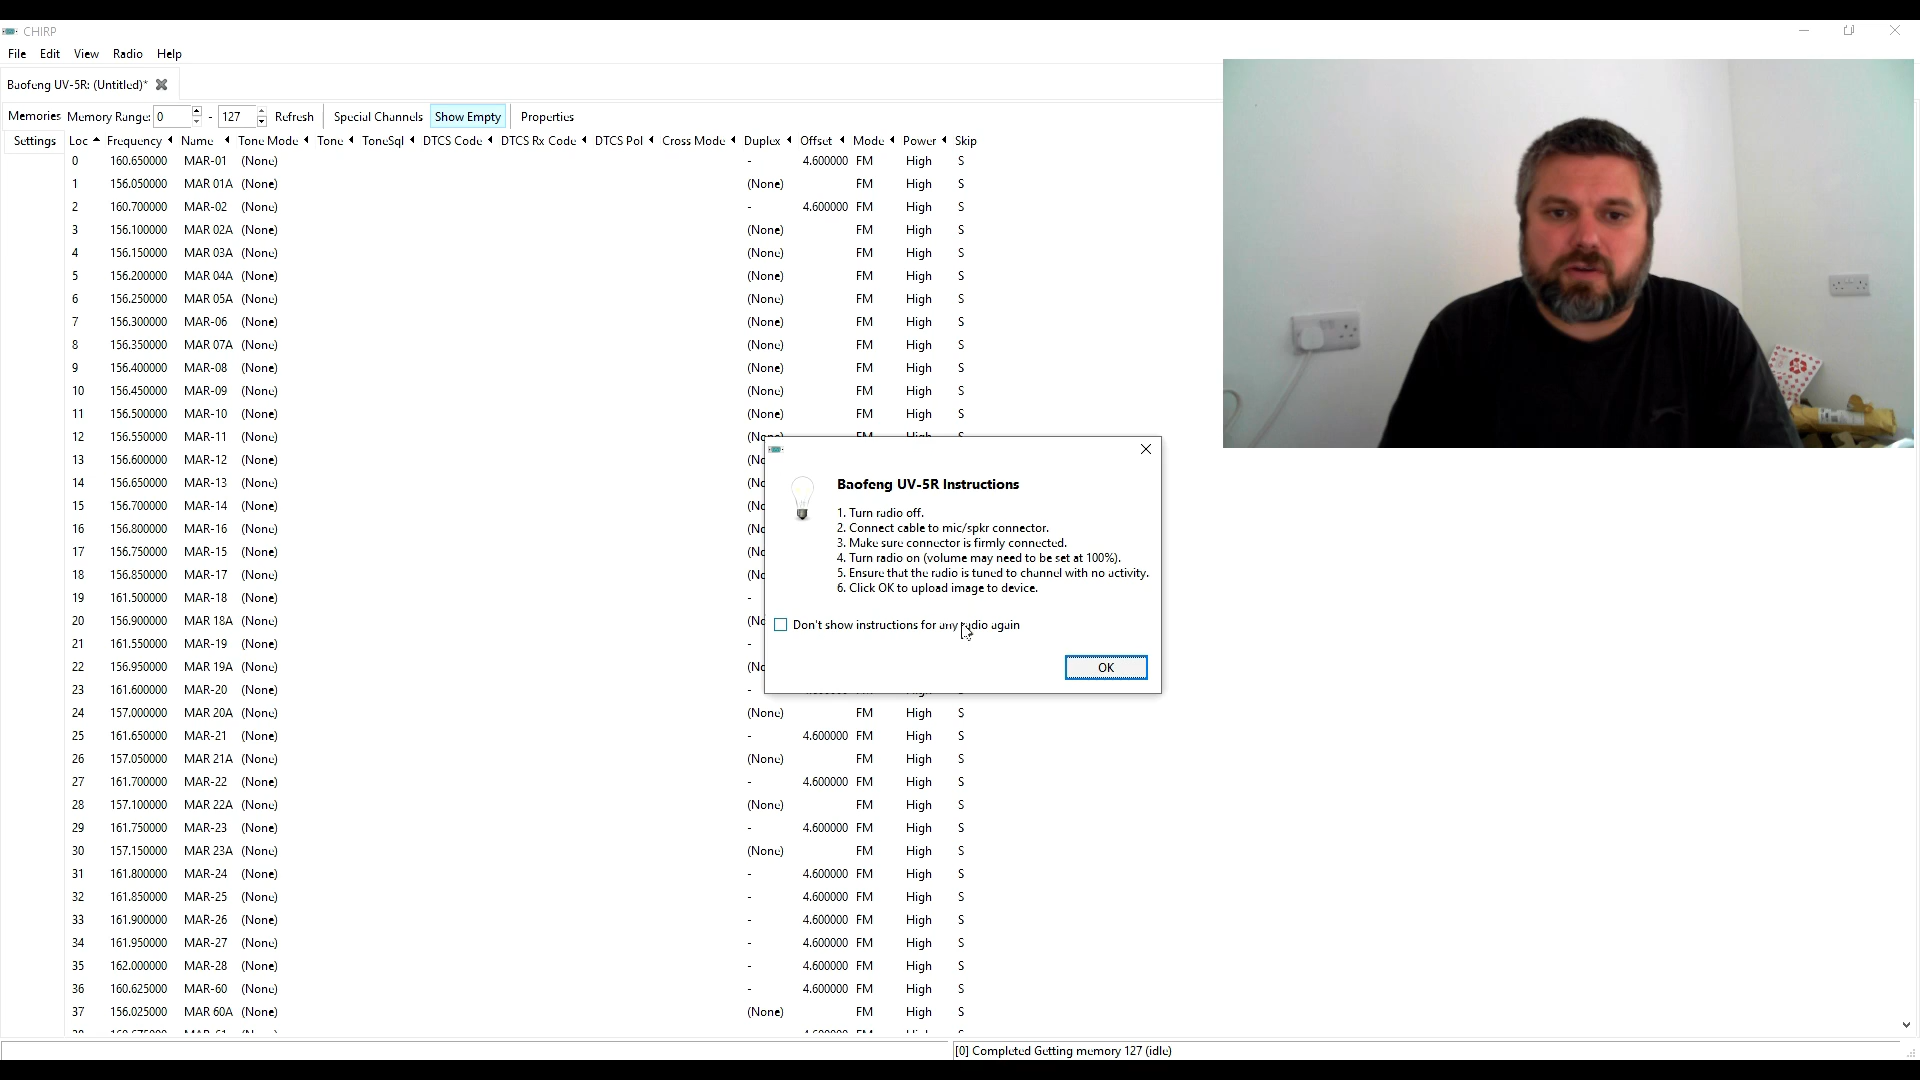 CHIRP
File Edit View Radio Help
Baofeng UV-5R: (Untitled)*
Memories Memory Range: 0 - 127 Refresh Special Channels Show Empty Properties
Settings Loc Frequency Name Tone Mode Tone ToneSql DTCS Code DTCS Rx Code DTCS Pol Cross Mode Duplex Offset Mode Power Skip
0 160.650000 MAR-01 (None) - 4.600000 FM High S
1 156.050000 MAR 01A (None) (None) FM High S
2 160.700000 MAR-02 (None) - 4.600000 FM High S
3 156.100000 MAR 02A (None) (None) FM High S
4 156.150000 MAR 03A (None) (None) FM High S
5 156.200000 MAR 04A (None) (None) FM High S
6 156.250000 MAR 05A (None) (None) FM High S
7 156.300000 MAR-06 (None) (None) FM High S
8 156.350000 MAR 07A (None) (None) FM High S
9 156.400000 MAR-08 (None) (None) FM High S
10 156.450000 MAR-09 (None) (None) FM High S
11 156.500000 MAR-10 (None) (None) FM High S
12 156.550000 MAR-11 (None) (None) FM High S
13 156.600000 MAR-12 (None)
14 156.650000 MAR-13 (None)
15 156.700000 MAR-14 (None)
16 156.800000 MAR-16 (None)
17 156.750000 MAR-15 (None)
18 156.850000 MAR-17 (None)
19 161.500000 MAR-18 (None) -
20 156.900000 MAR 18A (None)
21 161.550000 MAR-19 (None) -
22 156.950000 MAR 19A (None)
23 161.600000 MAR-20 (None) -
24 157.000000 MAR 20A (None) (None) FM High S
25 161.650000 MAR-21 (None) - 4.600000 FM High S
26 157.050000 MAR 21A (None) (None) FM High S
27 161.700000 MAR-22 (None) - 4.600000 FM High S
28 157.100000 MAR 22A (None) (None) FM High S
29 161.750000 MAR-23 (None) - 4.600000 FM High S
30 157.150000 MAR 23A (None) (None) FM High S
31 161.800000 MAR-24 (None) - 4.600000 FM High S
32 161.850000 MAR-25 (None) - 4.600000 FM High S
33 161.900000 MAR-26 (None) - 4.600000 FM High S
34 161.950000 MAR-27 (None) - 4.600000 FM High S
35 162.000000 MAR-28 (None) - 4.600000 FM High S
36 160.625000 MAR-60 (None) - 4.600000 FM High S
37 156.025000 MAR 60A (None) (None) FM High S
Baofeng UV-5R Instructions
1. Turn radio off.
2. Connect cable to mic/spkr connector.
3. Make sure connector is firmly connected.
4. Turn radio on (volume may need to be set at 100%).
5. Ensure that the radio is tuned to channel with no activity.
6. Click OK to upload image to device.
Don't show instructions for any radio again
OK
[0] Completed Getting memory 127 (idle)